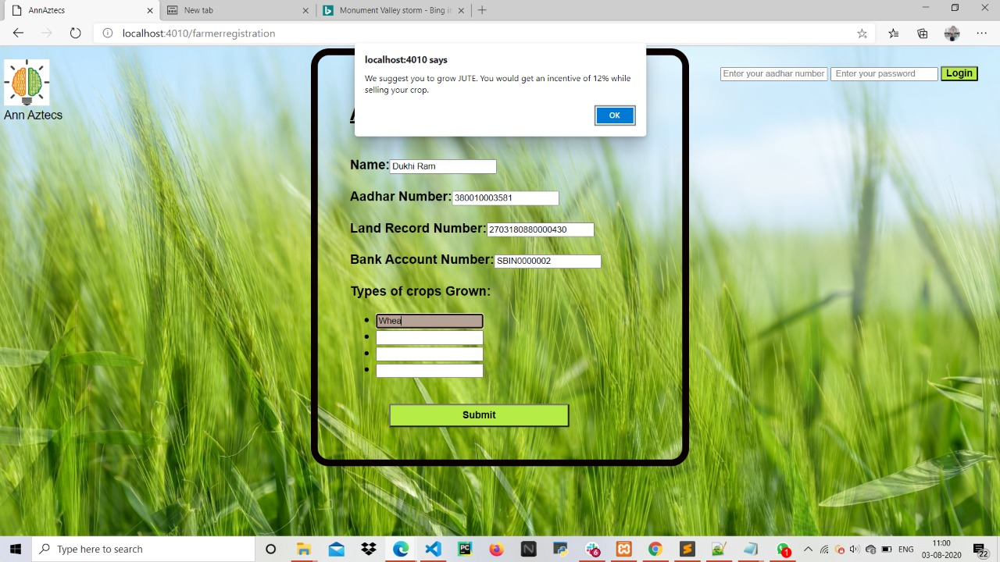 AnnAztecs
New tab
Monument Valley storm - Bing i
localhost:4010/farmerregistration
localhost:4010 says
We suggest you to grow JUTE. You would get an incentive of 12% while
selling your crop.
OK
Enter your aadhar number
Enter your password
Login
Ann Aztecs
Name: Dukhi Ram
Aadhar Number: 380010003581
Land Record Number: 2703180880000430
Bank Account Number: SBIN0000002
Types of crops Grown:
Whea
Submit
Type here to search
ENG
11:00
03-08-2020
6
1
22